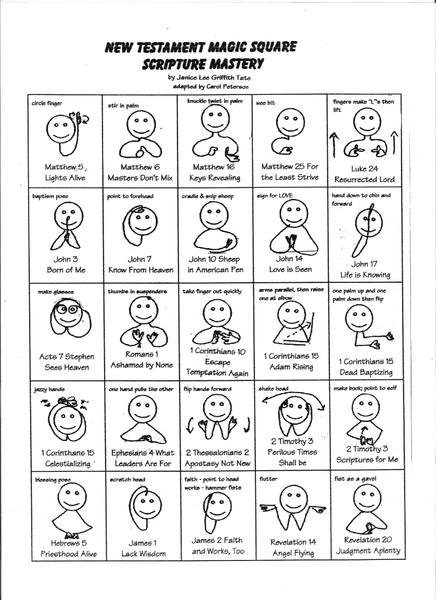 NEW TESTAMENT MAGIC SQUARE
SCRIPTURE MASTERY
by Janice Lee Griffith Tate
adapted by Carol Peterson
circle finger
Matthew 5
Lights Alive
stir in palm
Matthew 6
Masters Don't Mix
knuckle twist in palm
Matthew 16
Keys Revealing
wee bit
Matthew 25 For
the Least Strive
fingers make "L"s then
lift
Luke 24
Resurrected Lord
baptism pose
John 3
Born of Me
point to forehead
John 7
Know From Heaven
cradle & snip sheep
John 10 Sheep
in American Pen
sign for LOVE
John 14
Love is Seen
hand down to chin and
forward
John 17
Life is Knowing
make glasses
Acts 7 Stephen
Sees Heaven
thumbs in suspenders
Romans 1
Ashamed by None
take finger out quickly
1 Corinthians 10
Escape
Temptation Again
arms parallel, then raise
one at elbow
1 Corinthians 15
Adam Rising
one palm up and one
palm down then flip
1 Corinthians 15
Dead Baptizing
jazzy hands
1 Corinthians 15
Celestializing
one hand pull the other
Ephesians 4 What
Leaders Are For
flip hands forward
2 Thessalonians 2
Apostasy Not New
shake head
2 Timothy 3
Perilous Times
Shall be
make book; point to self
2 Timothy 3
Scriptures for Me
blessing pose
Hebrews 5
Priesthood Alive
scratch head
James 1
Lack Wisdom
faith - point to head
works - hammer fists
James 2 Faith
and Works, Too
flutter
Revelation 14
Angel Flying
fist as a gavel
Revelation 20
Judgment Aplenty